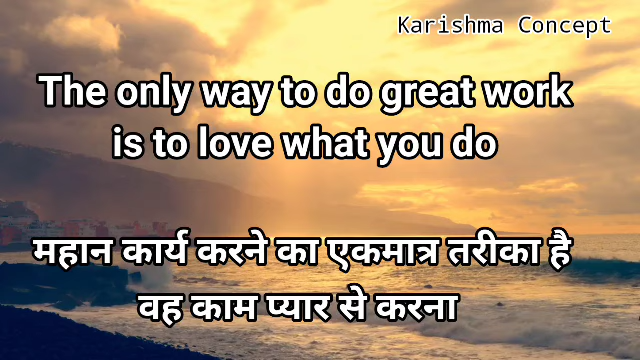 Karishma Concept
The only way to do great work
is to love what you do
महान कार्य करने का एकमात्र तरीका है
वह काम प्यार से करना